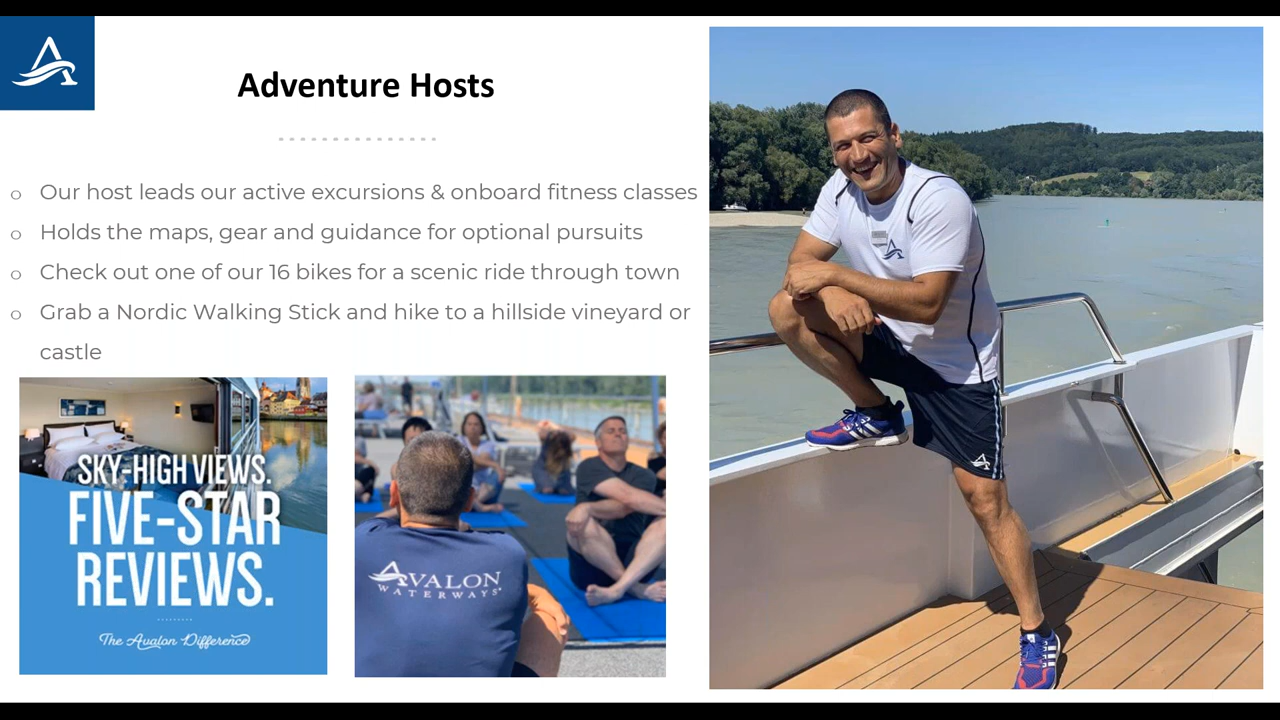 Adventure Hosts
o Our host leads our active excursions & onboard fitness classes
o Holds the maps, gear and guidance for optional pursuits
o Check out one of our 16 bikes for a scenic ride through town
o Grab a Nordic Walking Stick and hike to a hillside vineyard or
castle
SKY-HIGH VIEWS.
FIVE-STAR
REVIEWS.
The Avalon Difference
AVALON
WATERWAYS®